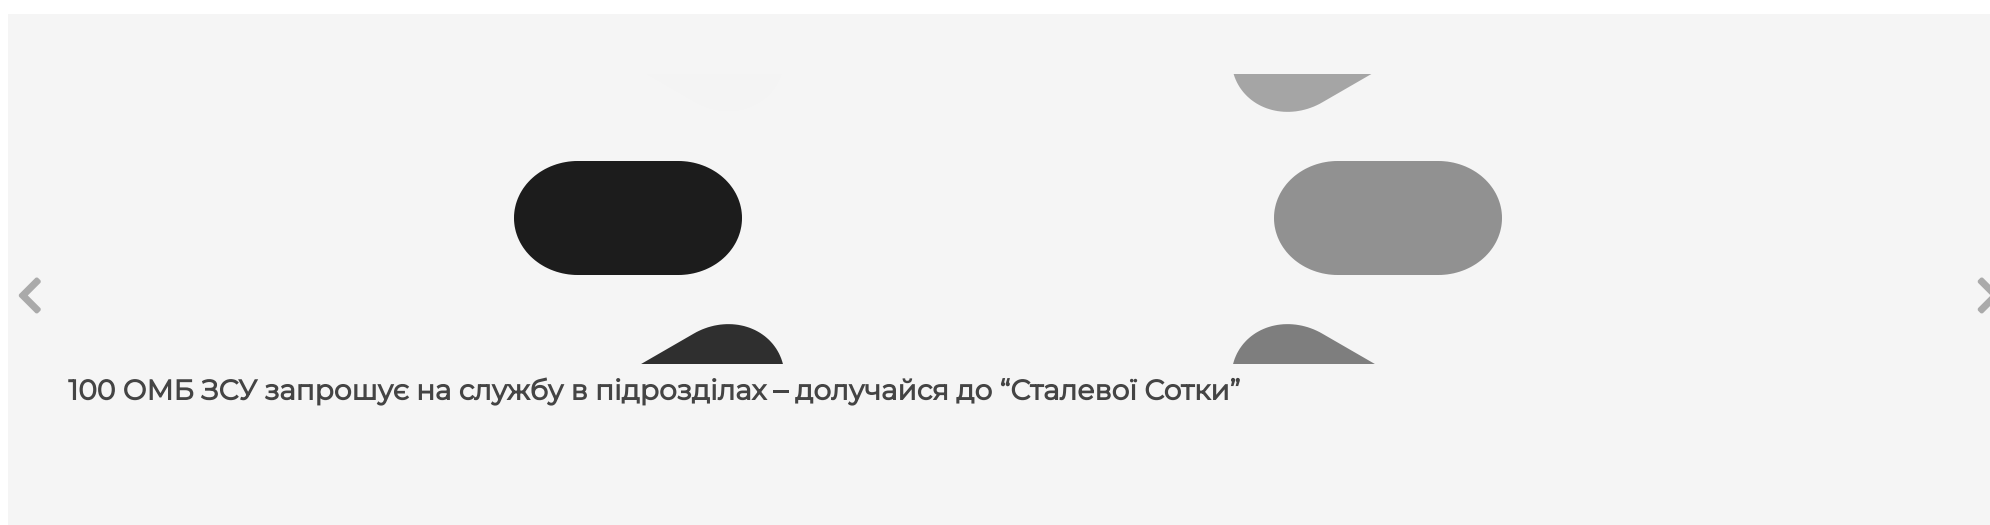 100 ОМБ ЗСУ запрошує на службу в підрозділах – долучайся до “Сталевої Сотки”